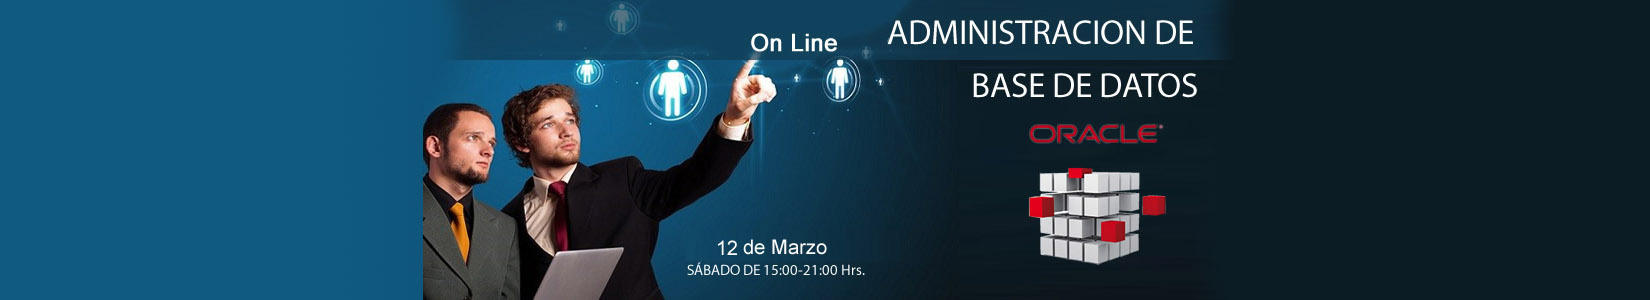 On Line
ADMINISTRACION DE
BASE DE DATOS
ORACLE®
12 de Marzo
SÁBADO DE 15:00-21:00 Hrs.